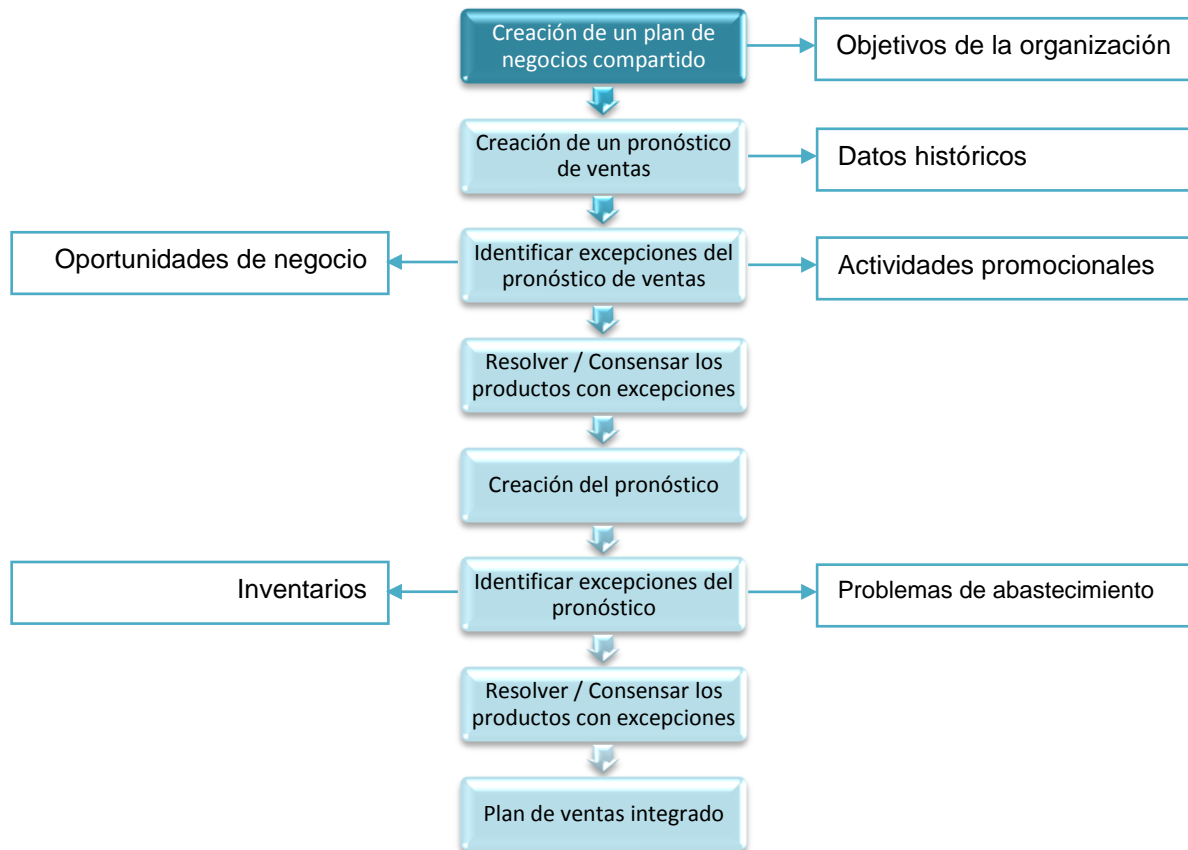 Creación de un plan de
negocios compartido
Objetivos de la organización
Creación de un pronóstico
de ventas
Datos históricos
Oportunidades de negocio
Identificar excepciones del
pronóstico de ventas
Actividades promocionales
Resolver / Consensar los
productos con excepciones
Creación del pronóstico
Inventarios
Identificar excepciones del
pronóstico
Problemas de abastecimiento
Resolver / Consensar los
productos con excepciones
Plan de ventas integrado